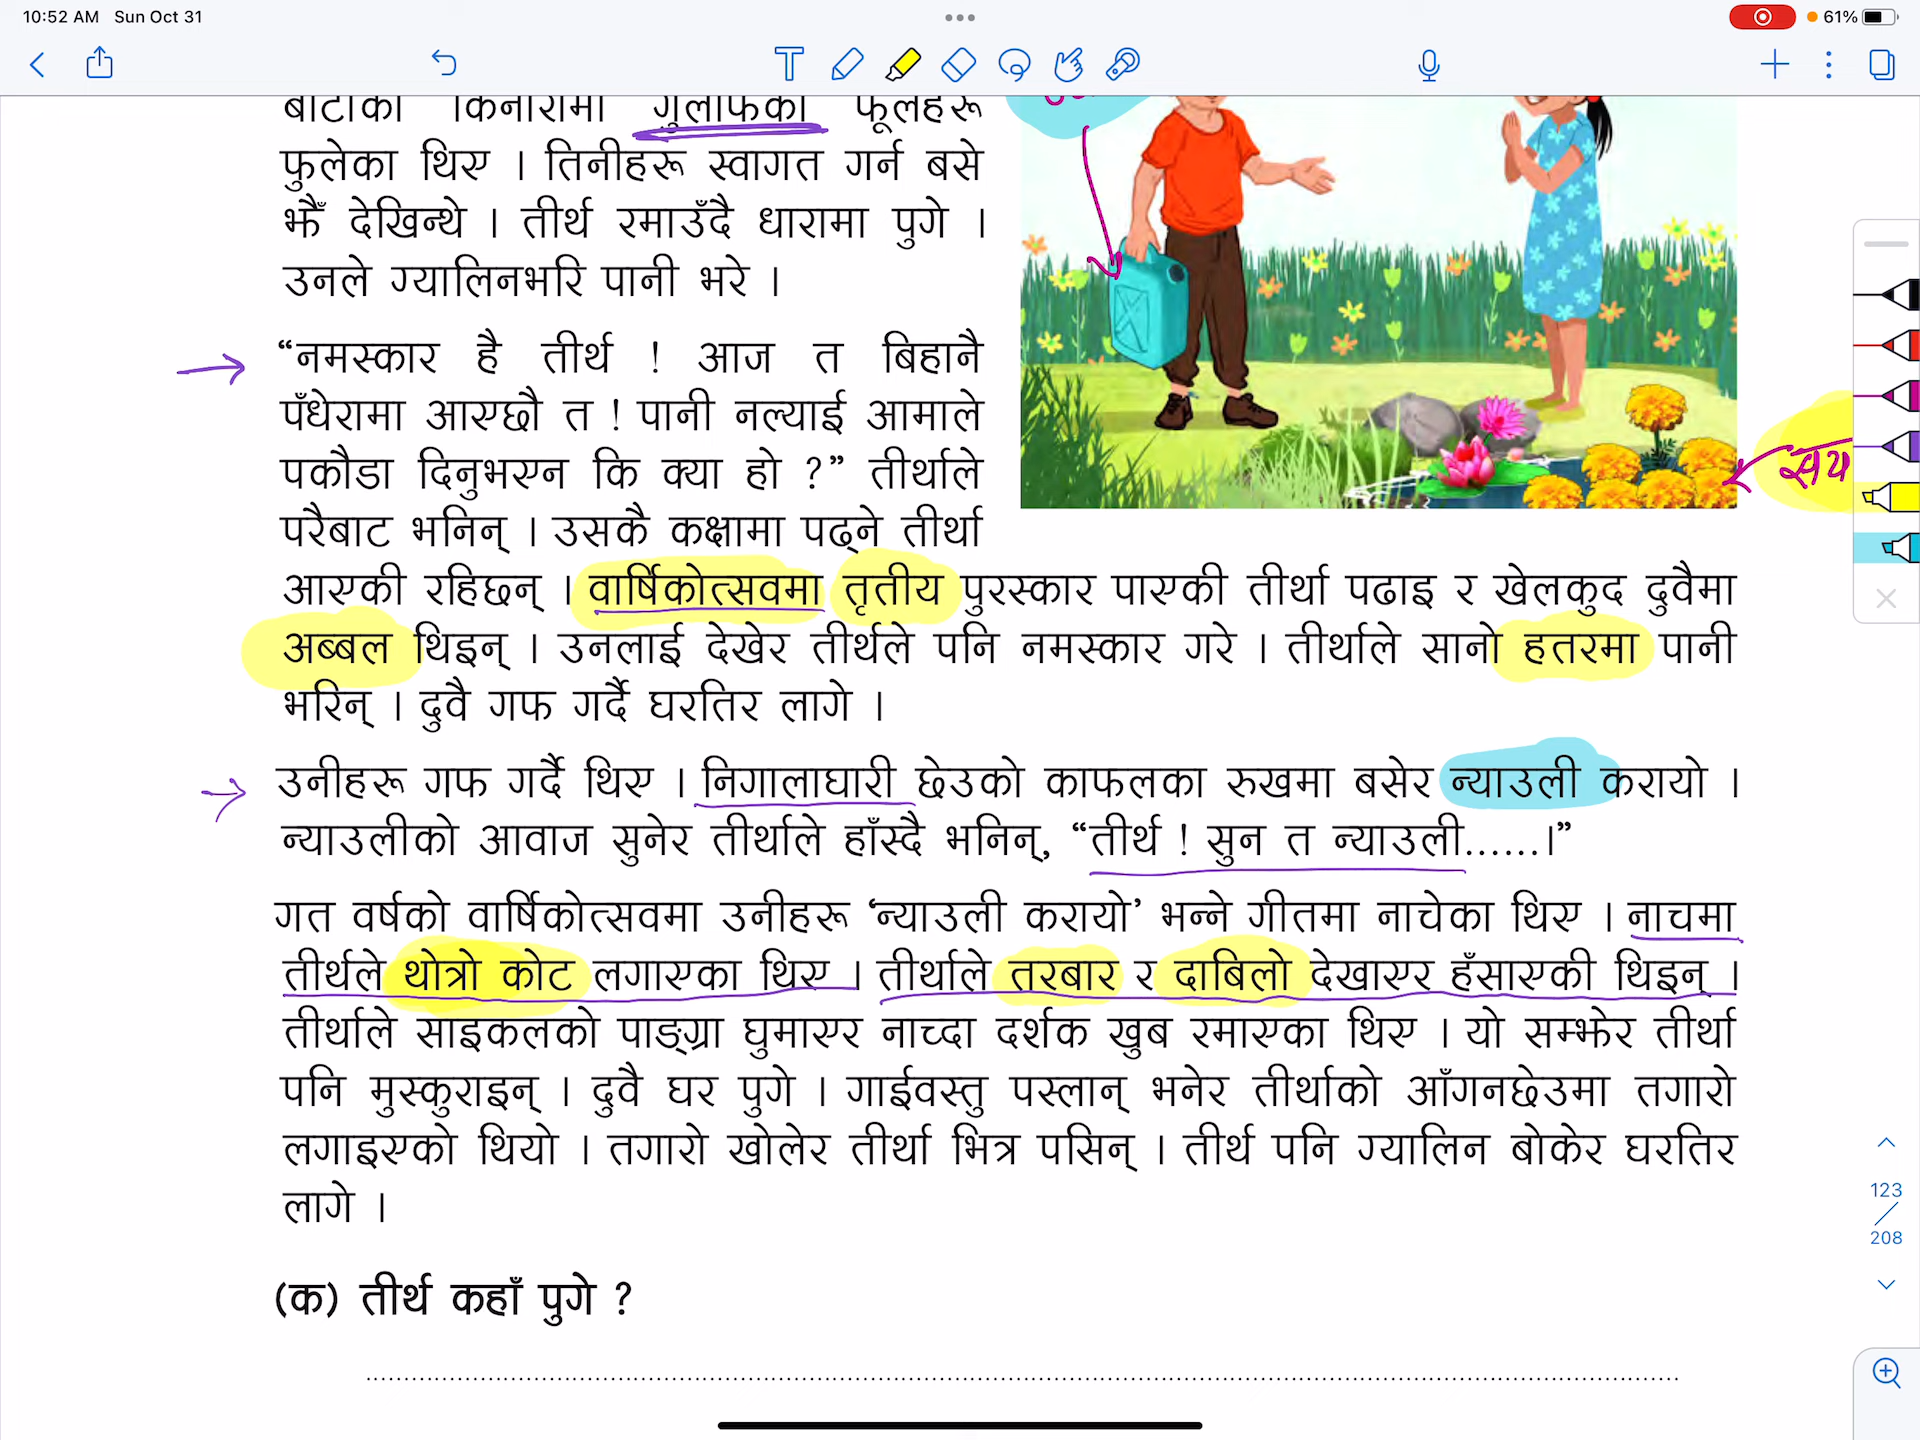 10:52 AM Sun Oct 31
61%
बाटाका किनारामा गुलाफका फूलहरू
फुलेका थिए । तिनीहरू स्वागत गर्न बसे
झैँ देखिन्थे । तीर्थ रमाउँदै धारामा पुगे ।
उनले ग्यालिनभरि पानी भरे ।
“नमस्कार है तीर्थ ! आज त बिहानै
पँधेरामा आएछौ त ! पानी नल्याई आमाले
पकौडा दिनुभएन कि क्या हो ?” तीर्थाले
परैबाट भनिन् । उसकै कक्षामा पढ्ने तीर्था
आएकी रहिछन् । वार्षिकोत्सवमा तृतीय पुरस्कार पाएकी तीर्था पढाइ र खेलकुद दुवैमा
अब्बल थिइन् । उनलाई देखेर तीर्थले पनि नमस्कार गरे । तीर्थाले सानो हतरमा पानी
भरिन् । दुवै गफ गर्दै घरतिर लागे ।
उनीहरू गफ गर्दै थिए । निगालाघारी छेउको काफलका रुखमा बसेर न्याउली करायो ।
न्याउलीको आवाज सुनेर तीर्थाले हाँस्दै भनिन्, “तीर्थ ! सुन त न्याउली......।”
गत वर्षको वार्षिकोत्सवमा उनीहरू ‘न्याउली करायो’ भन्ने गीतमा नाचेका थिए । नाचमा
तीर्थले थोत्रो कोट लगाएका थिए । तीर्थाले तरबार र दाबिलो देखाएर हँसाएकी थिइन् ।
तीर्थाले साइकलको पाङ्ग्रा घुमाएर नाच्दा दर्शक खुब रमाएका थिए । यो सम्झेर तीर्था
पनि मुस्कुराइन् । दुवै घर पुगे । गाईवस्तु पस्लान् भनेर तीर्थाको आँगनछेउमा तगारो
लगाइएको थियो । तगारो खोलेर तीर्था भित्र पसिन् । तीर्थ पनि ग्यालिन बोकेर घरतिर
लागे ।
(क) तीर्थ कहाँ पुगे ?
123
208